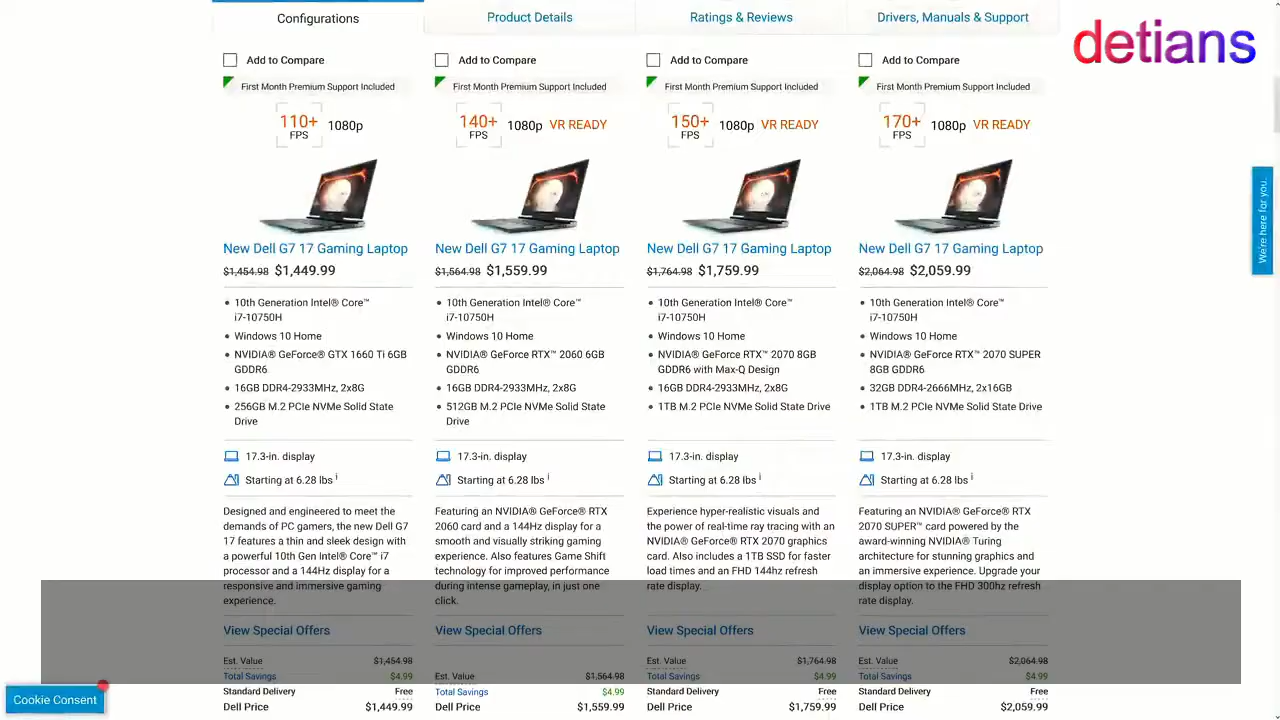 Configurations
Product Details
Ratings & Reviews
Drivers, Manuals & Support
detians
Add to Compare
First Month Premium Support Included
110+
FPS
1080p
New Dell G7 17 Gaming Laptop
$1,454.98 $1,449.99
10th Generation Intel® Core™
i7-10750H
Windows 10 Home
NVIDIA® GeForce® GTX 1660 Ti 6GB
GDDR6
16GB DDR4-2933MHz, 2x8G
256GB M.2 PCIe NVMe Solid State
Drive
17.3-in. display
Starting at 6.28 lbs i
Designed and engineered to meet the
demands of PC gamers, the new Dell G7
17 features a thin and sleek design with
a powerful 10th Gen Intel® Core™ i7
processor and a 144Hz display for a
responsive and immersive gaming
experience.
View Special Offers
Est. Value $1,454.98
Total Savings $4.99
Standard Delivery Free
Dell Price $1,449.99
Add to Compare
First Month Premium Support Included
140+
FPS
1080p VR READY
New Dell G7 17 Gaming Laptop
$1,564.98 $1,559.99
10th Generation Intel® Core™
i7-10750H
Windows 10 Home
NVIDIA® GeForce RTX™ 2060 6GB
GDDR6
16GB DDR4-2933MHz, 2x8G
512GB M.2 PCIe NVMe Solid State
Drive
17.3-in. display
Starting at 6.28 lbs i
Featuring an NVIDIA® GeForce® RTX
2060 card and a 144Hz display for a
smooth and visually striking gaming
experience. Also features Game Shift
technology for improved performance
during intense gameplay, in just one
click.
View Special Offers
Est. Value $1,564.98
Total Savings $4.99
Dell Price $1,559.99
Add to Compare
First Month Premium Support Included
150+
FPS
1080p VR READY
New Dell G7 17 Gaming Laptop
$1,764.98 $1,759.99
10th Generation Intel® Core™
i7-10750H
Windows 10 Home
NVIDIA® GeForce RTX™ 2070 8GB
GDDR6 with Max-Q Design
16GB DDR4-2933MHz, 2x8G
1TB M.2 PCIe NVMe Solid State Drive
17.3-in. display
Starting at 6.28 lbs i
Experience hyper-realistic visuals and
the power of real-time ray tracing with an
NVIDIA® GeForce® RTX 2070 graphics
card. Also includes a 1TB SSD for faster
load times and an FHD 144hz refresh
rate display.
View Special Offers
Est. Value $1,764.98
Total Savings $4.99
Standard Delivery Free
Dell Price $1,759.99
Add to Compare
First Month Premium Support Included
170+
FPS
1080p VR READY
New Dell G7 17 Gaming Laptop
$2,064.98 $2,059.99
10th Generation Intel® Core™
i7-10750H
Windows 10 Home
NVIDIA® GeForce RTX™ 2070 SUPER
8GB GDDR6
32GB DDR4-2666MHz, 2x16GB
1TB M.2 PCIe NVMe Solid State Drive
17.3-in. display
Starting at 6.28 lbs i
Featuring an NVIDIA® GeForce® RTX
2070 SUPER™ card powered by the
award-winning NVIDIA® Turing
architecture for stunning graphics and
an immersive experience. Upgrade your
display option to the FHD 300hz refresh
rate display.
View Special Offers
Est. Value $2,064.98
Total Savings $4.99
Standard Delivery Free
Dell Price $2,059.99
We're here for you.
Cookie Consent